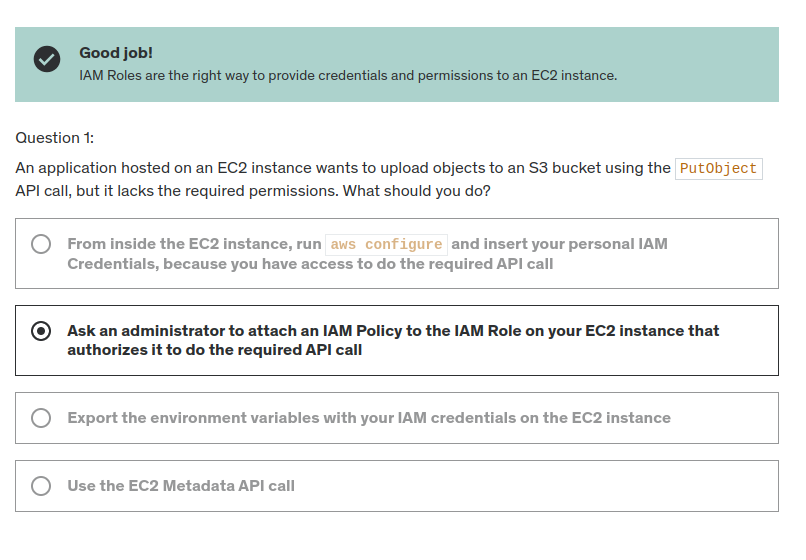 Good job!
IAM Roles are the right way to provide credentials and permissions to an EC2 instance.
Question 1:
An application hosted on an EC2 instance wants to upload objects to an S3 bucket using the PutObject
API call, but it lacks the required permissions. What should you do?
From inside the EC2 instance, run aws configure and insert your personal IAM
Credentials, because you have access to do the required API call
Ask an administrator to attach an IAM Policy to the IAM Role on your EC2 instance that
authorizes it to do the required API call
Export the environment variables with your IAM credentials on the EC2 instance
Use the EC2 Metadata API call